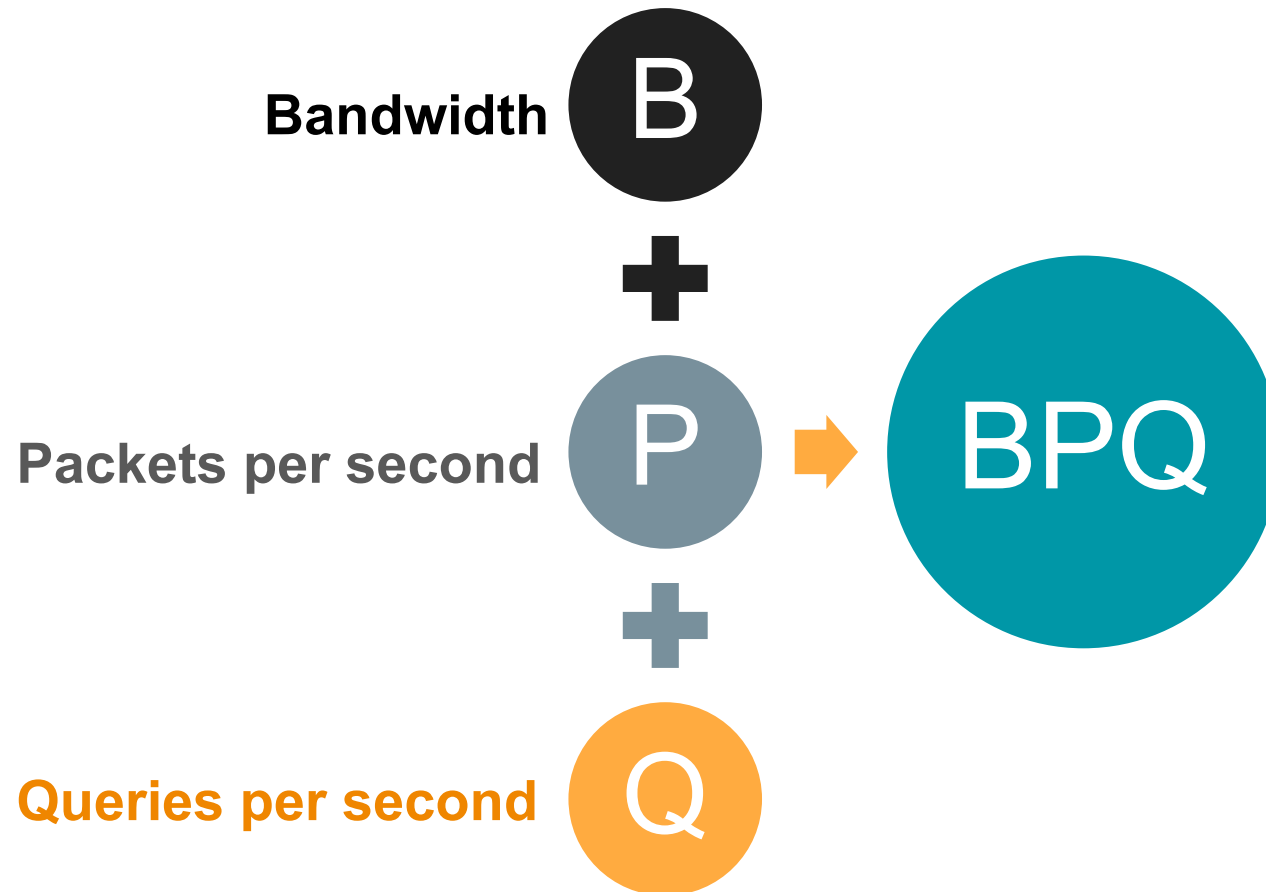 Bandwidth
B
Packets per second
P
BPQ
Queries per second
Q